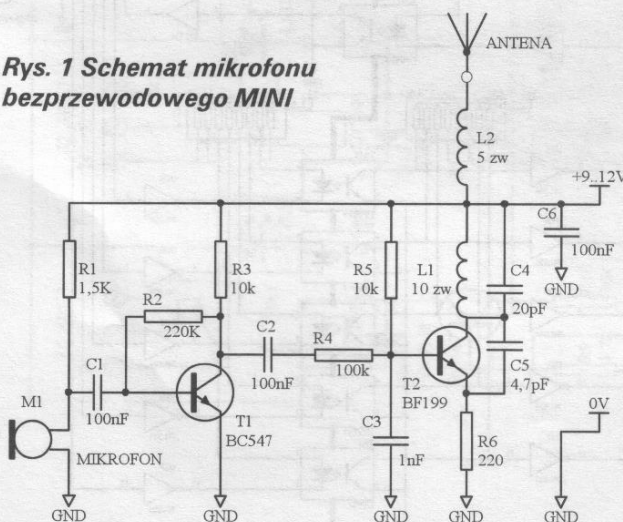 Rys. 1 Schemat mikrofonu
bezprzewodowego MINI
ANTENA
L2
5 zw
+9..12V
C6
100nF
GND
R1
1,5K
R3
10k
R5
10k
L1
10 zw
C4
20pF
R2
220K
C2
100nF
R4
100k
C1
100nF
T1
BC547
T2
BF199
C5
4,7pF
M1
MIKROFON
C3
1nF
R6
220
0V
GND
GND
GND
GND
GND